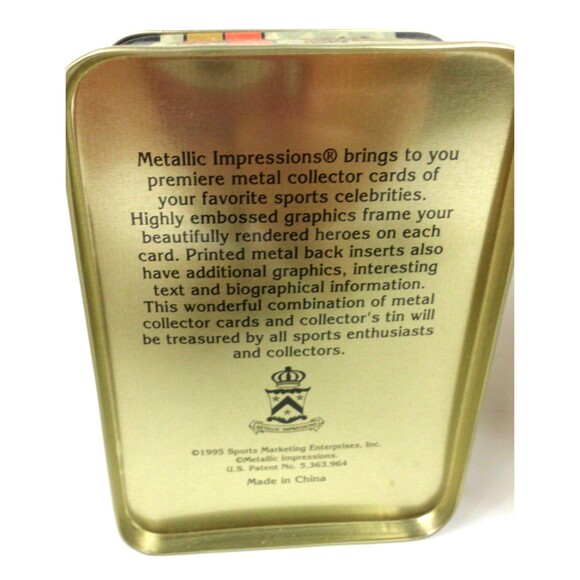 Metallic Impressions® brings to you
premiere metal collector cards of
your favorite sports celebrities.
Highly embossed graphics frame your
beautifully rendered heroes on each
card. Printed metal back inserts also
have additional graphics, interesting
text and biographical information.
This wonderful combination of metal
collector cards and collector's tin will
be treasured by all sports enthusiasts
and collectors.
METALLIC IMPRESSIONS
©1995 Sports Marketing Enterprises, Inc.
©Metallic Impressions.
U.S. Patent No. 5,363,964
Made in China